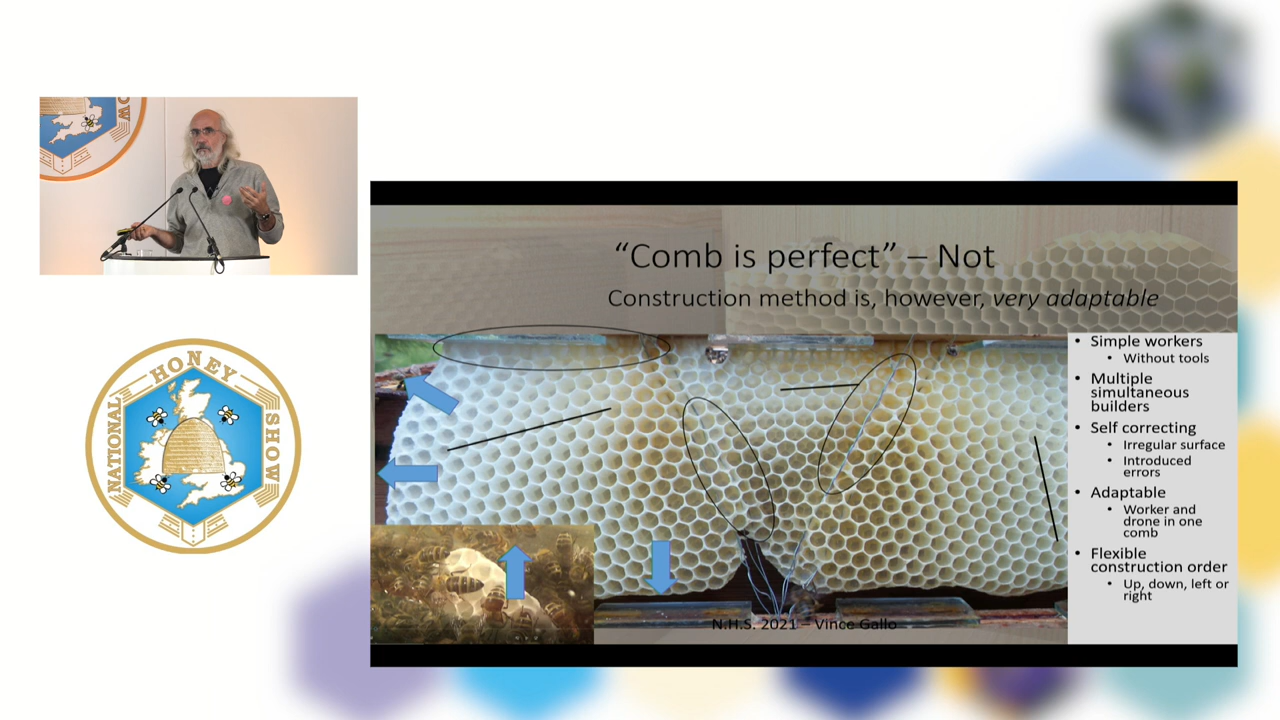 OW
NATIONAL HONEY SHOW
“Comb is perfect” – Not
Construction method is, however, very adaptable
• Simple workers
• Without tools
• Multiple
simultaneous
builders
• Self correcting
• Irregular surface
• Introduced
errors
• Adaptable
• Worker and
drone in one
comb
• Flexible
construction order
• Up, down, left or
right
N.H.S. 2021 – Vince Gallo